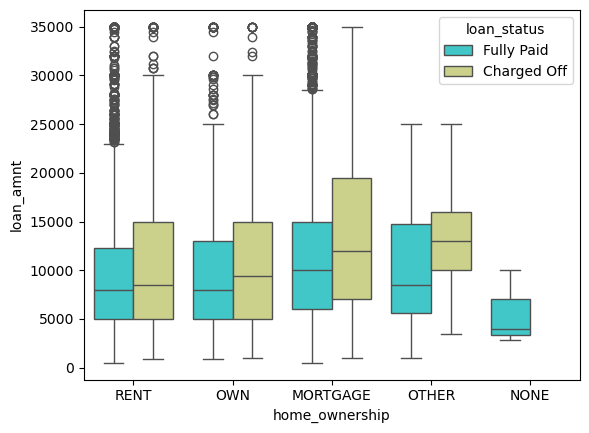 loan_status
Fully Paid
Charged Off
loan_amnt
35000
30000
25000
20000
15000
10000
5000
0
RENT OWN MORTGAGE OTHER NONE
home_ownership